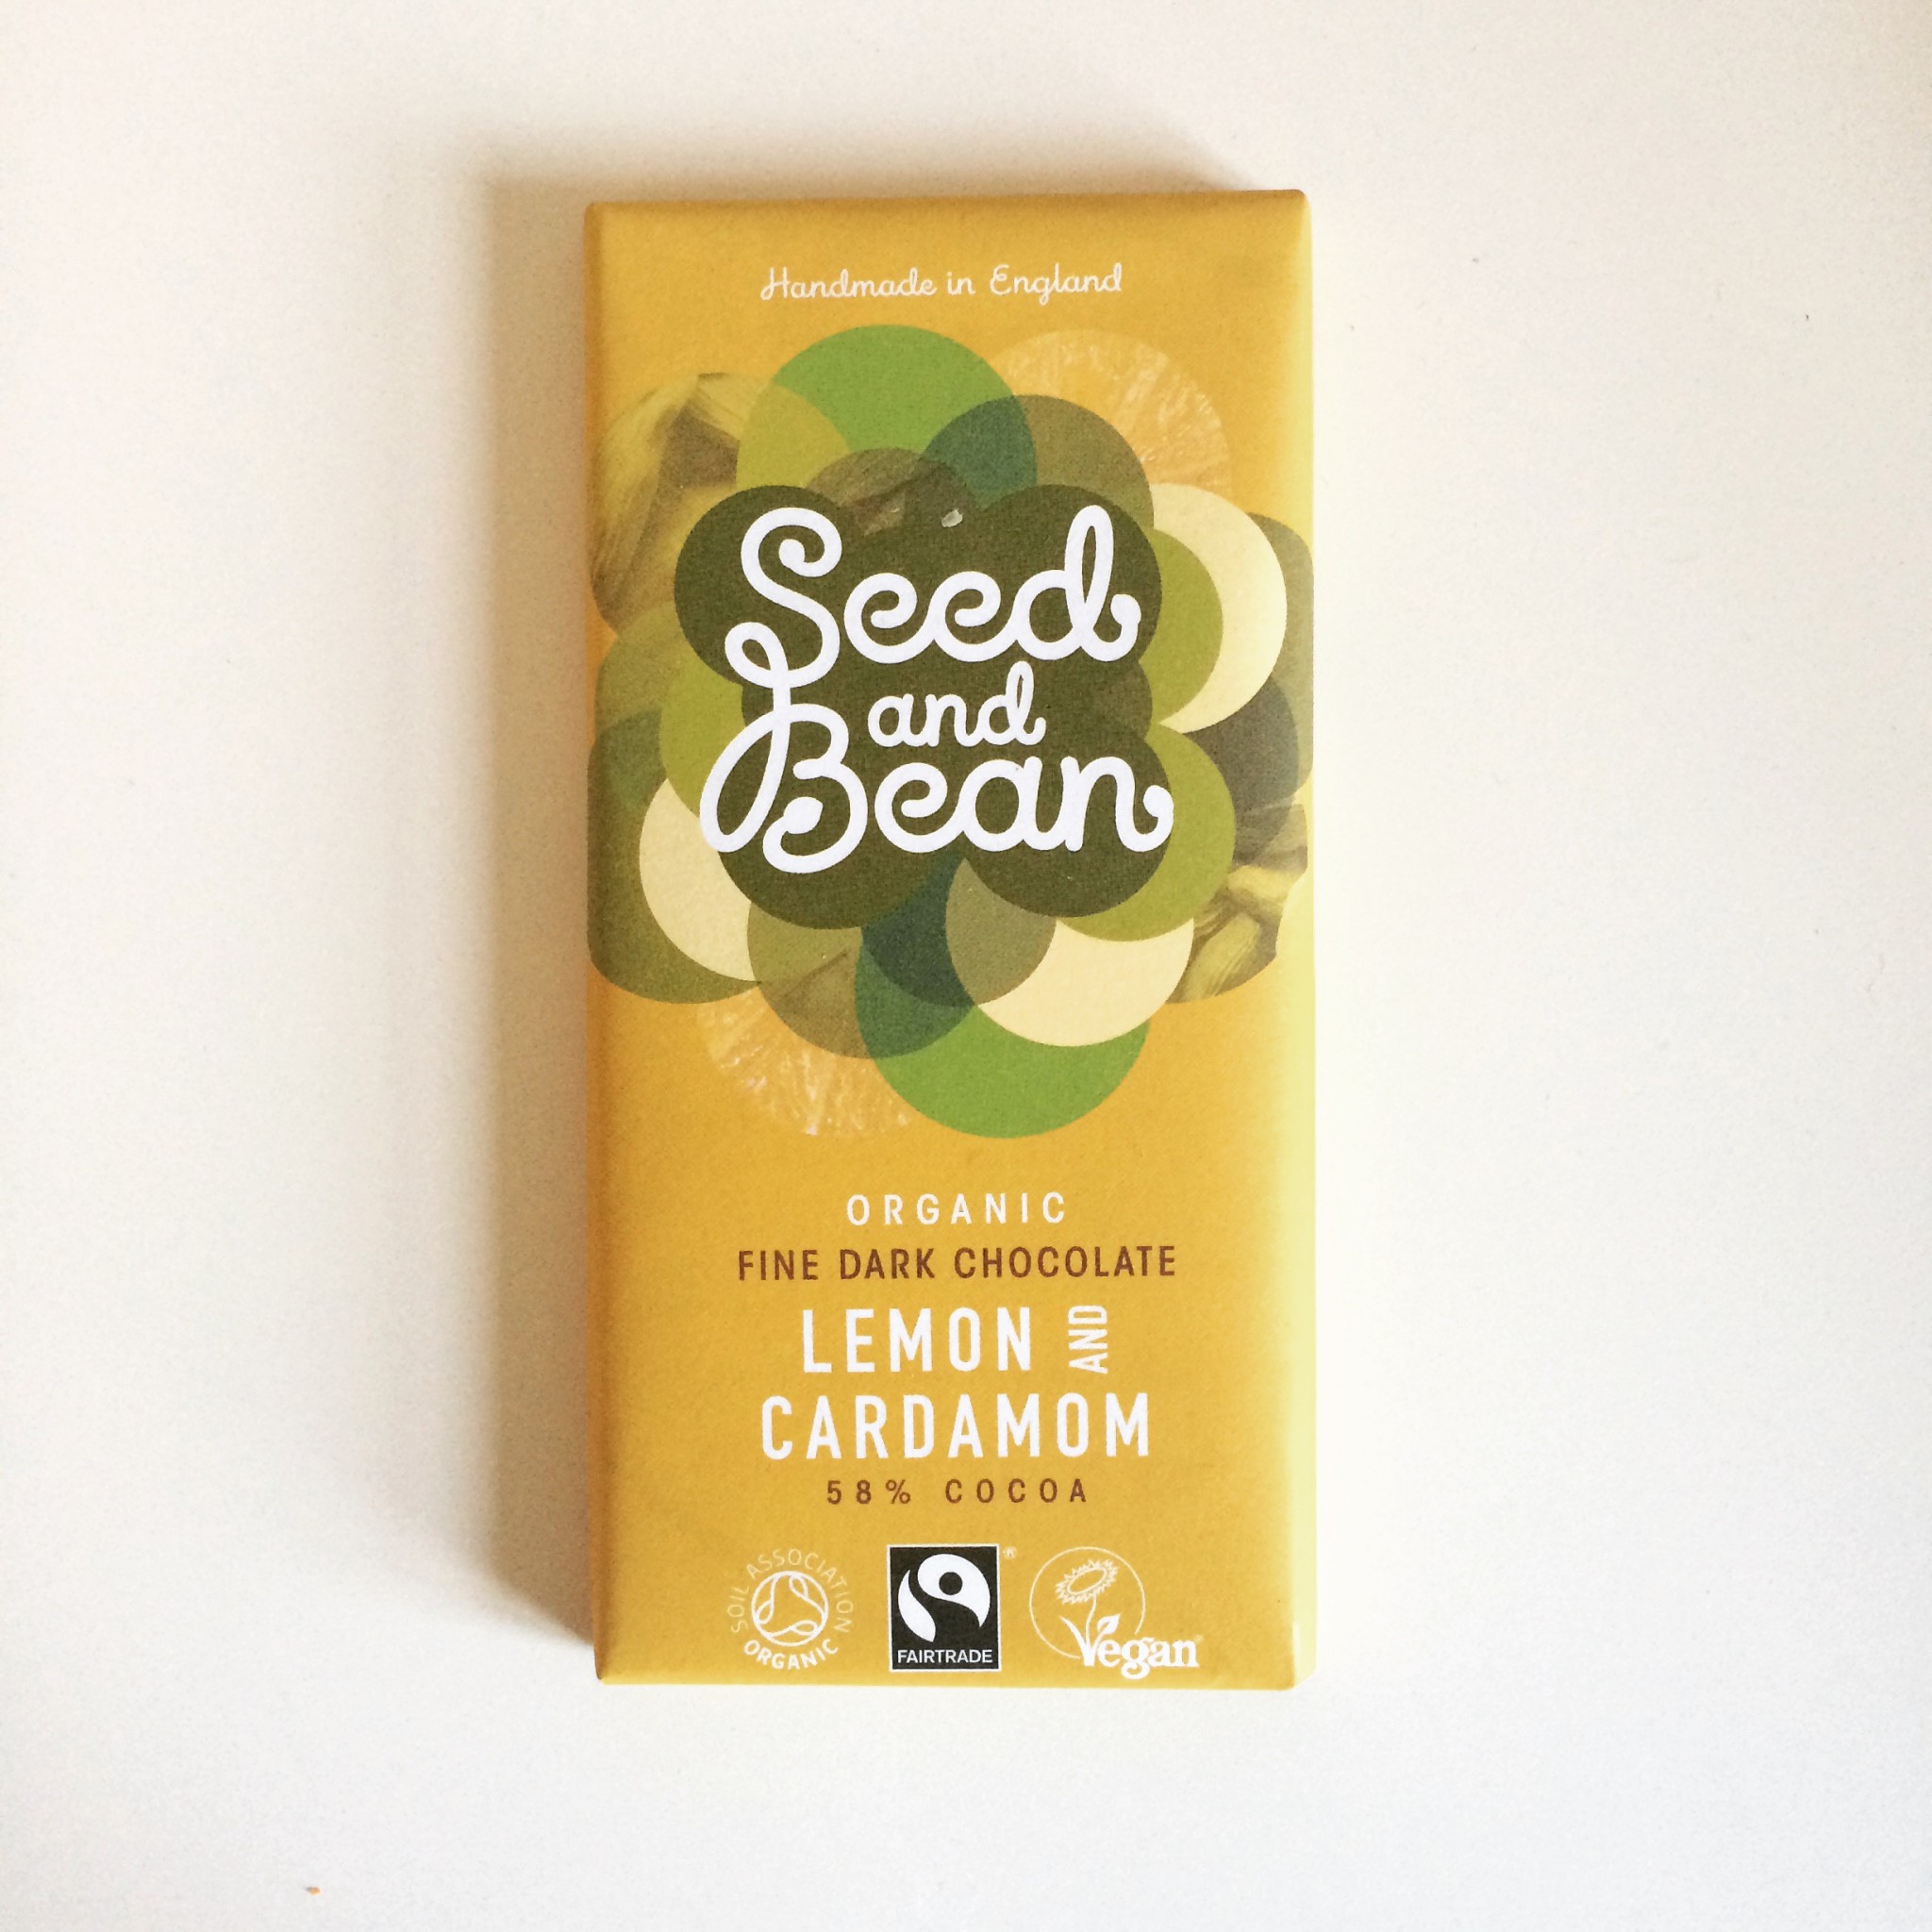 Handmade in England
Seed
and
Bean
ORGANIC
FINE DARK CHOCOLATE
LEMON AND
CARDAMOM
58% COCOA
SOIL ASSOCIATION
ORGANIC
FAIRTRADE
®
Vegan